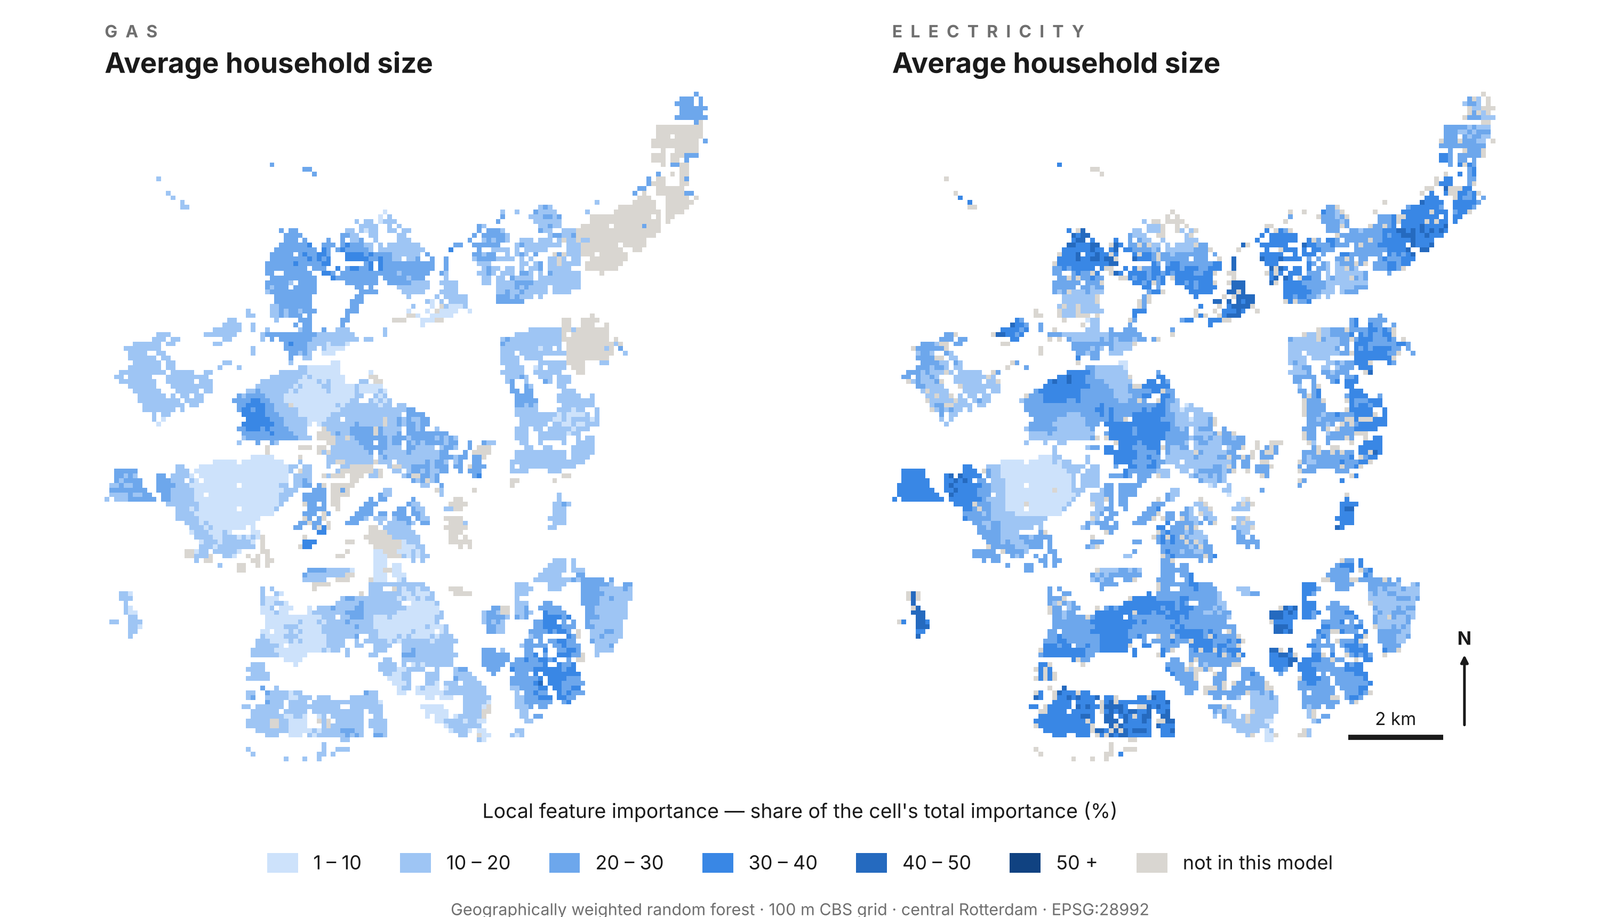 GAS
Average household size
ELECTRICITY
Average household size
N
2 km
Local feature importance — share of the cell's total importance (%)
1 – 10
10 – 20
20 – 30
30 – 40
40 – 50
50 +
not in this model
Geographically weighted random forest · 100 m CBS grid · central Rotterdam · EPSG:28992